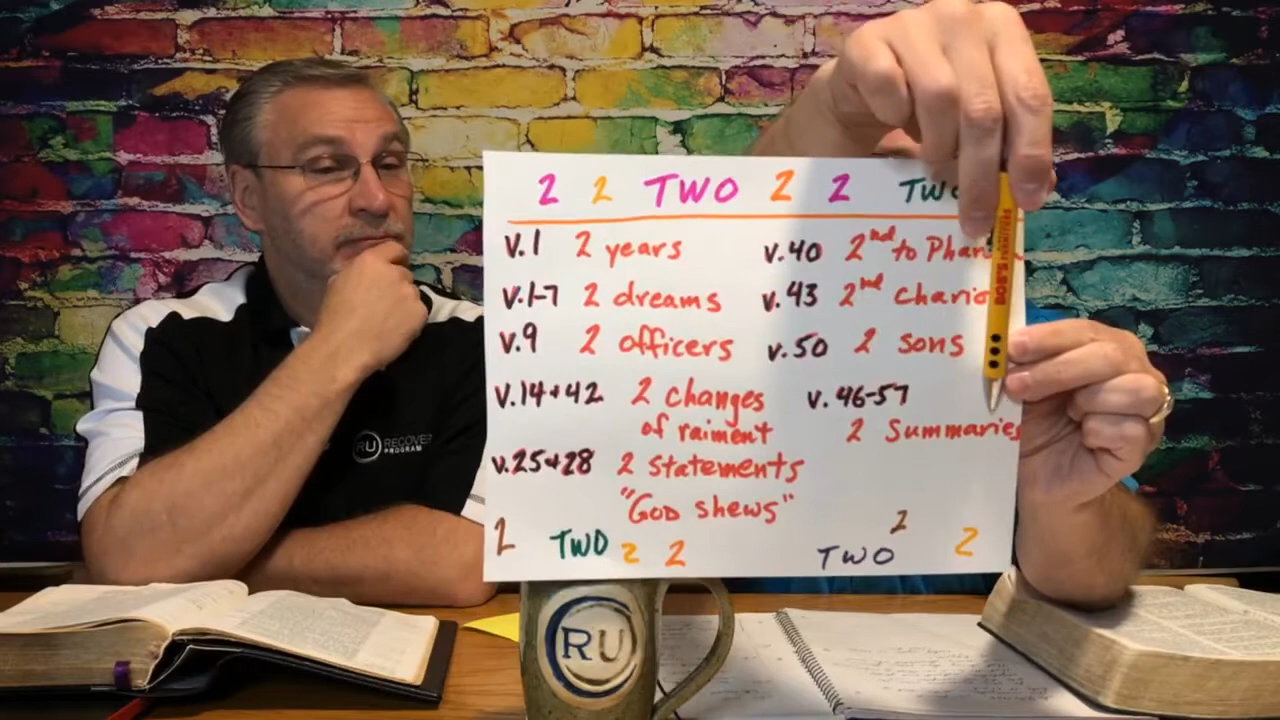 2 2 TWO 2 2 TWO
v.1 2 years
v.1-7 2 dreams
v.9 2 officers
v.14+42 2 changes
of raiment
v.25+28 2 statements
"GOD shews"
v.40 2nd to
v.43 2nd
v.50 2 sons
v. 46-57
2 Summaries
2 TWO 2 2 TWO 2 2
RU RECOVERY
PROGRAM
RU